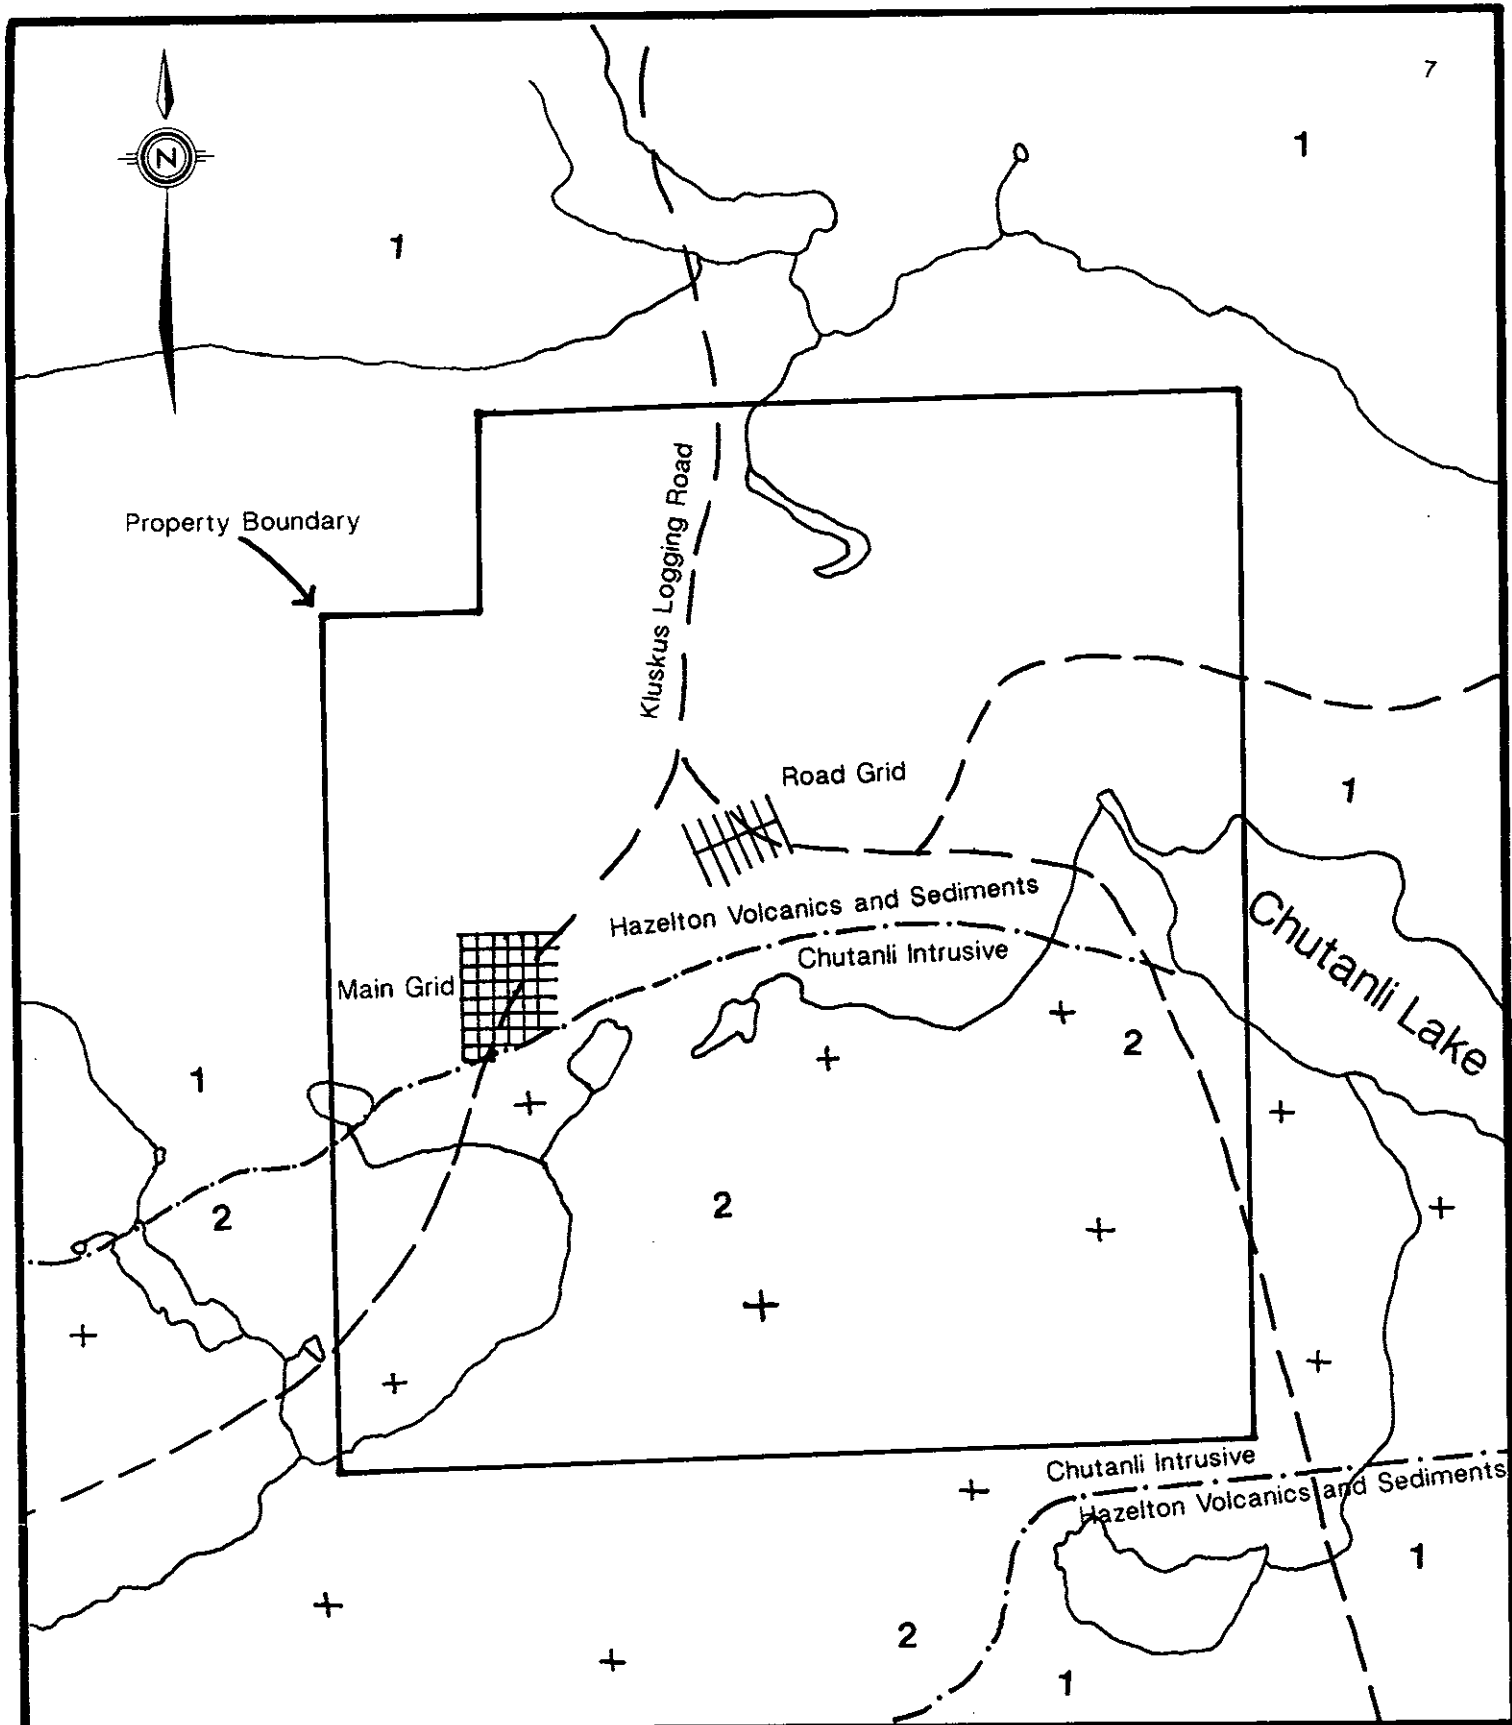 7
N
1
1
Property Boundary
Kluskus Logging Road
Road Grid
1
Hazelton Volcanics and Sediments
Chutanli Intrusive
Chutanli Lake
Main Grid
2
1
2
2
Chutanli Intrusive
Hazelton Volcanics and Sediments
1
2
1